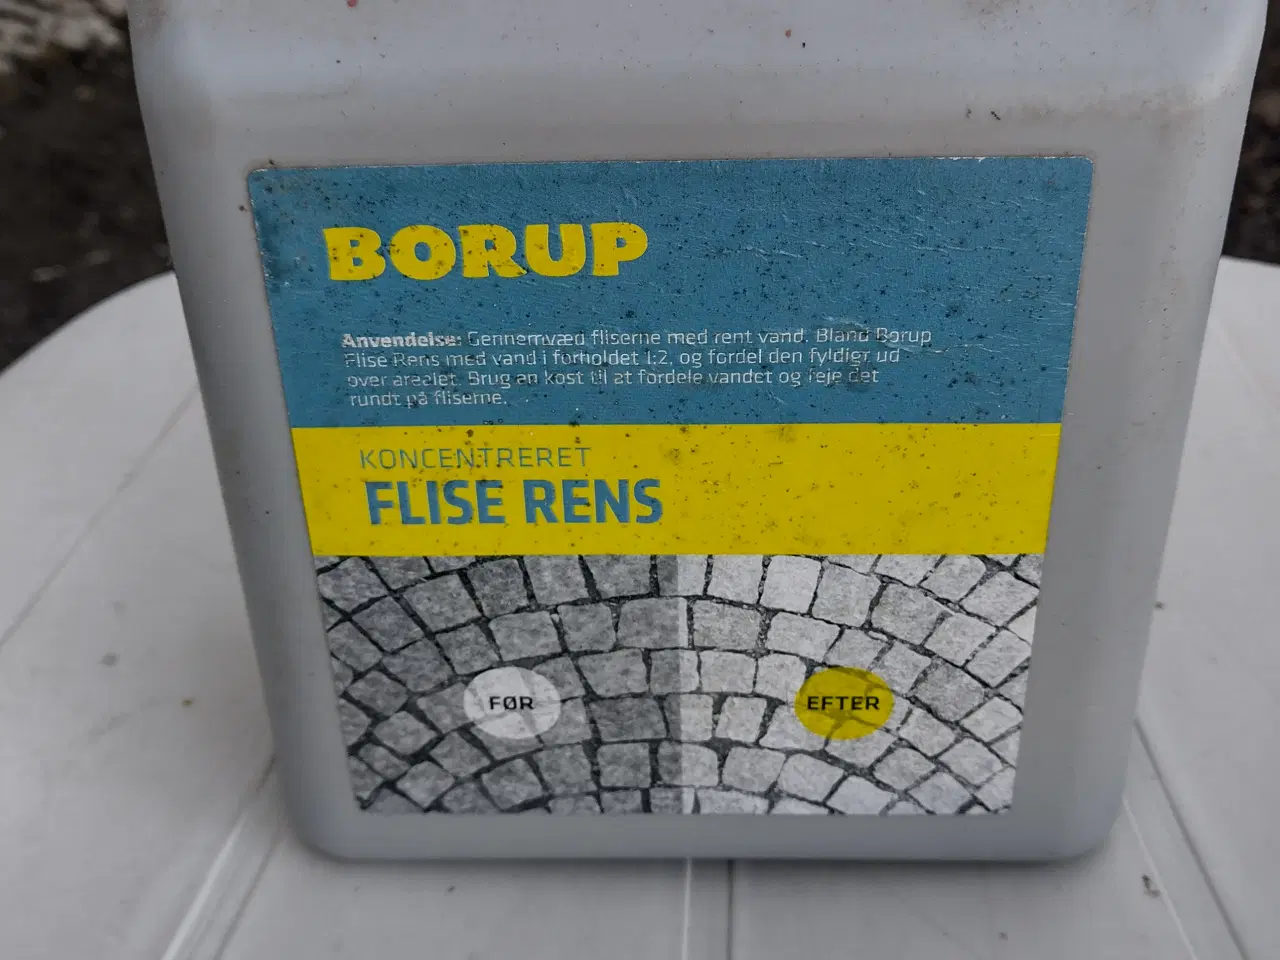 BORUP
Anvendelse: Gennemvæd fliserne med rent vand. Bland Borup
Flise Rens med vand i forholdet 1:2, og fordel den fyldigt ud
over arealet. Brug en kost til at fordele vandet og feje det
rundt på fliserne.
KONCENTRERET
FLISE RENS
FØR
EFTER